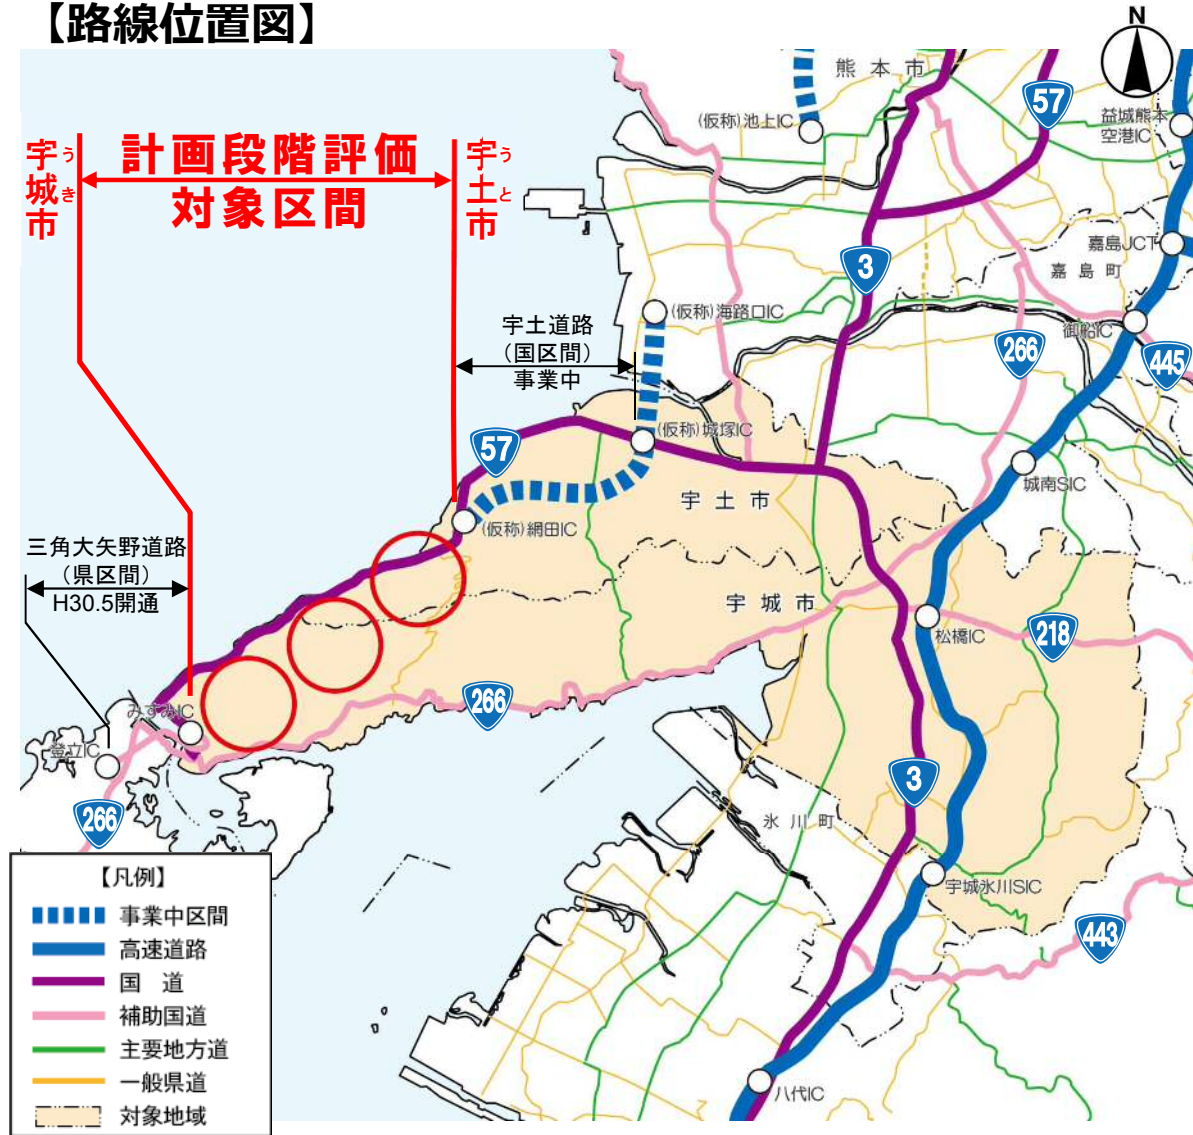 【路線位置図】
N
熊本市
57
(仮称)池上IC
益城熊本
空港IC
計画段階評価
対象区間
宇城市
うき
宇土市
うと
嘉島JCT
嘉島町
3
(仮称)海路口IC
御船IC
宇土道路
(国区間)
事業中
266
445
(仮称)城塚IC
57
城南SIC
宇土市
(仮称)網田IC
三角大矢野道路
(県区間)
H30.5開通
宇城市
松橋IC
218
266
みすみIC
登立IC
3
266
氷川町
宇城氷川SIC
443
八代IC
【凡例】
事業中区間
高速道路
国道
補助国道
主要地方道
一般県道
対象地域